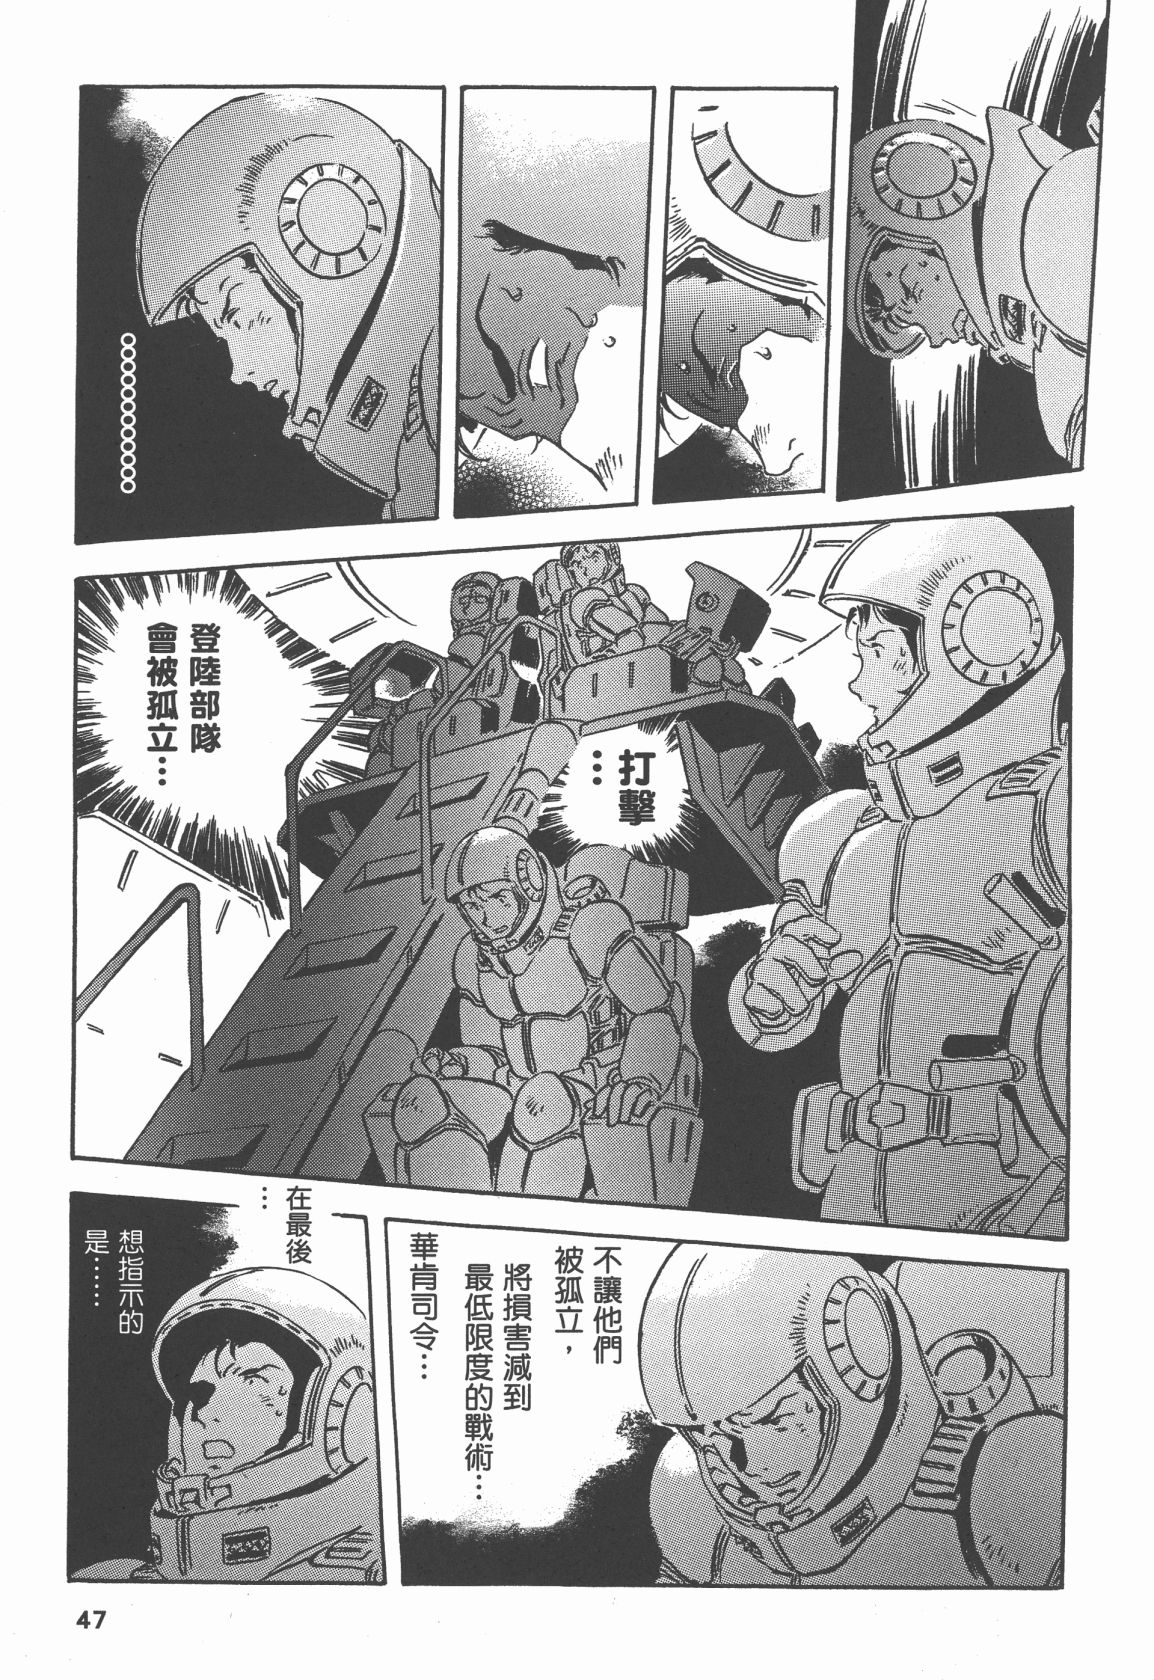 。。。。。。。。。。。。
打擊
…
登陸部隊
會被孤立…
不讓他們
被孤立，
將損害減到
最低限度的戰術…
華肯司令…
在最後
…
想指示的
是……
47